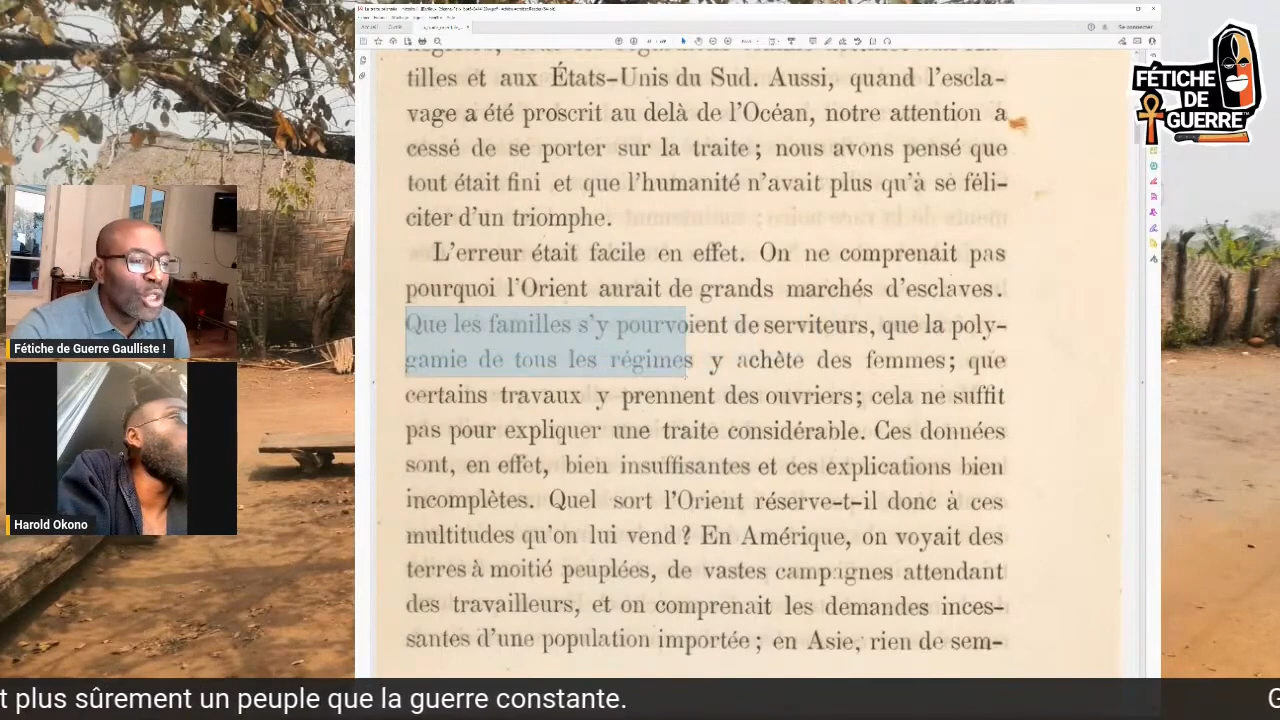 Se connecter
FÉTICHE
DE
GUERRE
tilles et aux États-Unis du Sud. Aussi, quand l'escla-
vage a été proscrit au delà de l'Océan, notre attention a
cessé de se porter sur la traite; nous avons pensé que
tout était fini et que l'humanité n'avait plus qu'à se féli-
citer d'un triomphe.
L'erreur était facile en effet. On ne comprenait pas
pourquoi l'Orient aurait de grands marchés d'esclaves.
Que les familles s'y pourvoient de serviteurs, que la poly-
gamie de tous les régimes y achète des femmes; que
certains travaux y prennent des ouvriers; cela ne suffit
pas pour expliquer une traite considérable. Ces données
sont, en effet, bien insuffisantes et ces explications bien
incomplètes. Quel sort l'Orient réserve-t-il donc à ces
multitudes qu'on lui vend? En Amérique, on voyait des
terres à moitié peuplées, de vastes campagnes attendant
des travailleurs, et on comprenait les demandes inces-
santes d'une population importée; en Asie, rien de sem-
Fétiche de Guerre Gaulliste !
Harold Okono
t plus sûrement un peuple que la guerre constante.
G